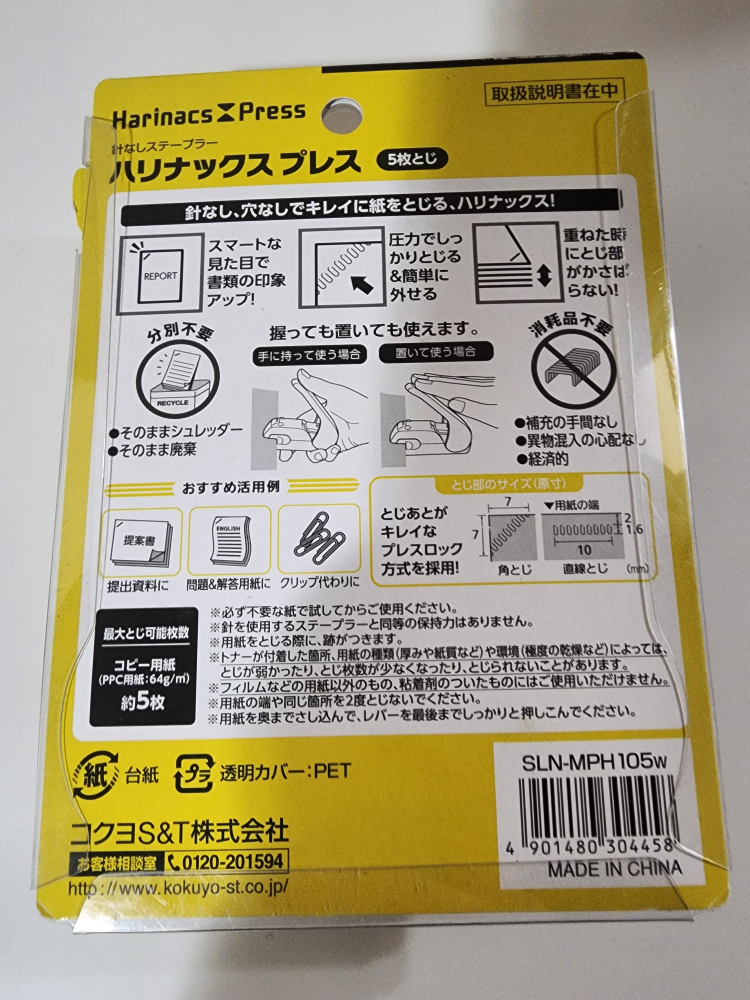 Harinacs Press
取扱説明書在中
針なしステープラー
ハリナックス プレス 5枚とじ
針なし、穴なしでキレイに紙をとじる、ハリナックス!
REPORT
スマートな
見た目で
書類の印象
アップ!
圧力でしっ
かりとじる
&簡単に
外せる
重ねた時
にとじ部
がかさば
らない!
分別不要
RECYCLE
●そのままシュレッダー
●そのまま廃棄
握っても置いても使えます。
手に持って使う場合
置いて使う場合
消耗品不要
●補充の手間なし
●異物混入の心配なし
●経済的
おすすめ活用例
提案書
提出資料に
ENGLISH
問題&解答用紙に
クリップ代わりに
とじ部のサイズ(原寸)
とじあとが
キレイな
プレスロック
方式を採用!
7
7
角とじ
▼用紙の端
2
1.6
10
直線とじ
(mm)
最大とじ可能枚数
コピー用紙
(PPC用紙:64g/㎡)
約5枚
※必ず不要な紙で試してからご使用ください。
※針を使用するステープラーと同等の保持力はありません。
※用紙をとじる際に、跡がつきます。
※トナーが付着した箇所、用紙の種類(厚みや紙質など)や環境(極度の乾燥など)によっては、
とじが弱かったり、とじ枚数が少なくなったり、とじられないことがあります。
※フィルムなどの用紙以外のもの、粘着剤のついたものにはご使用いただけません。
※用紙の端や同じ箇所を2度とじないでください。
※用紙を奥までさし込んで、レバーを最後までしっかりと押しこんでください。
紙 台紙
プラ 透明カバー:PET
コクヨS&T株式会社
お客様相談室 0120-201594
http://www.kokuyo-st.co.jp/
SLN-MPH105W
4 901480 304458
MADE IN CHINA